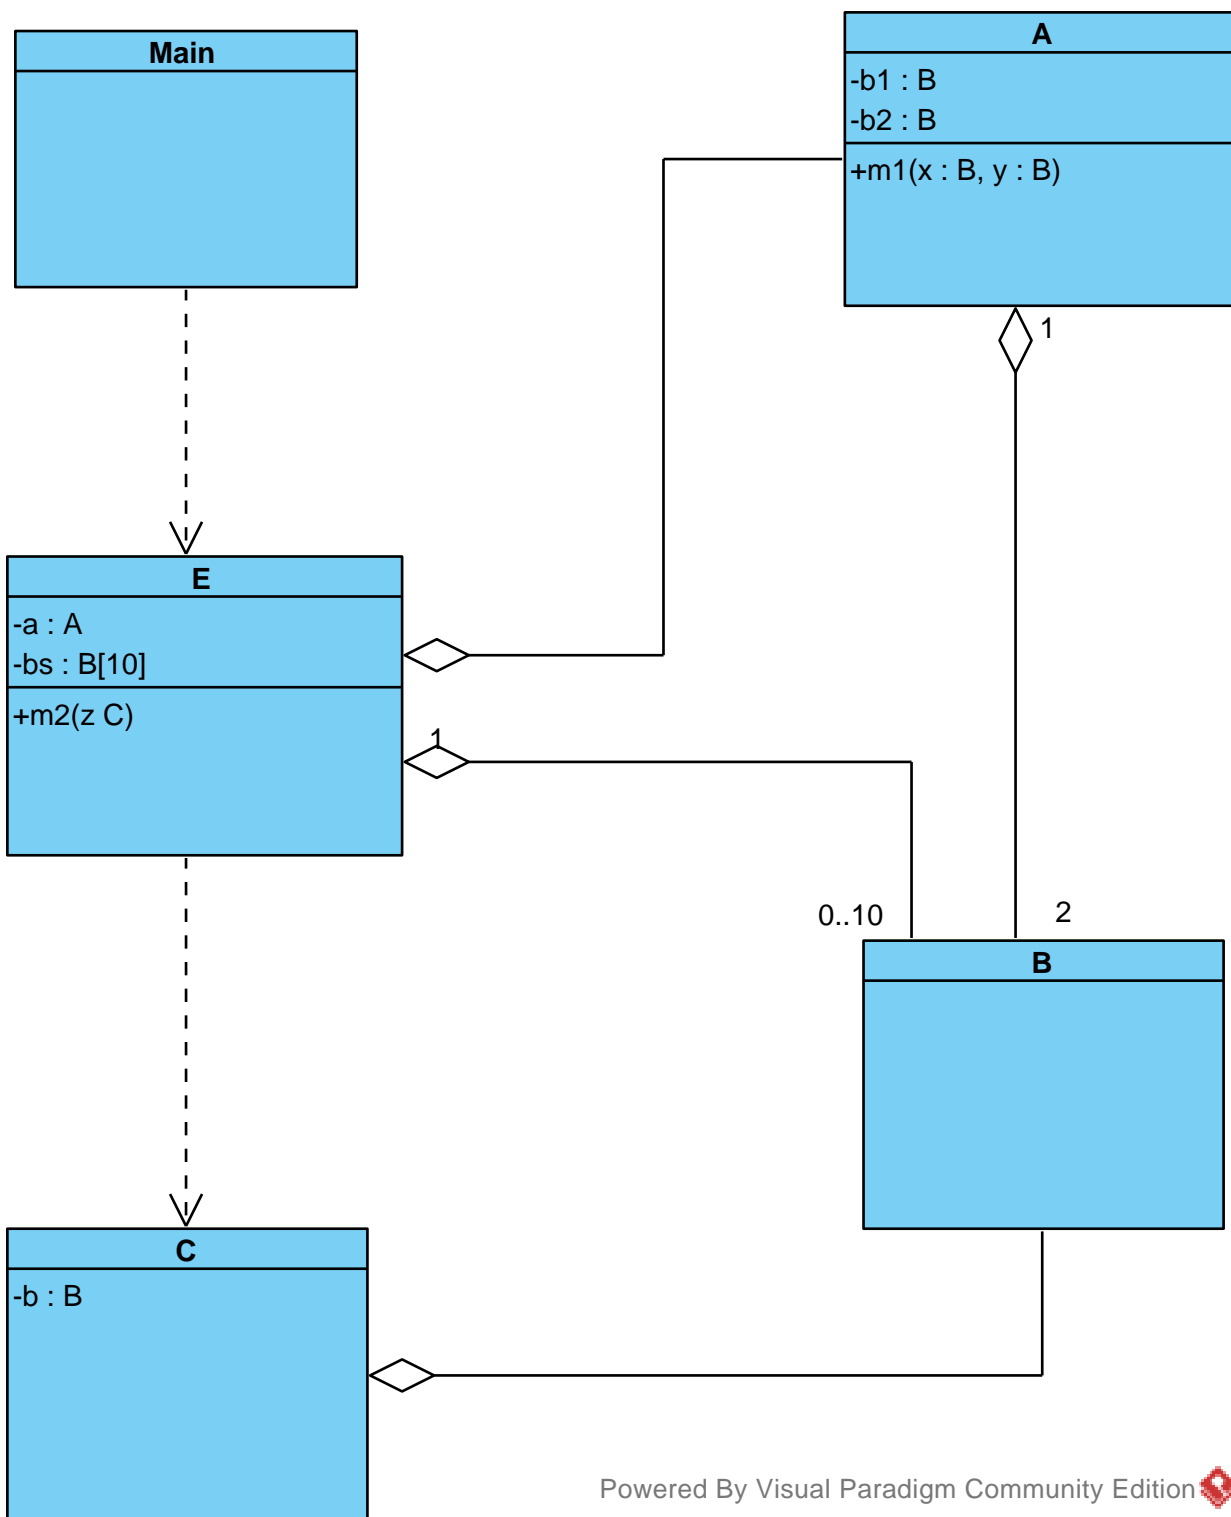 Main
A
-b1 : B
-b2 : B
+m1(x : B, y : B)
1
E
-a : A
-bs : B[10]
+m2(z C)
1
0..10
2
B
C
-b : B
Powered By Visual Paradigm Community Edition